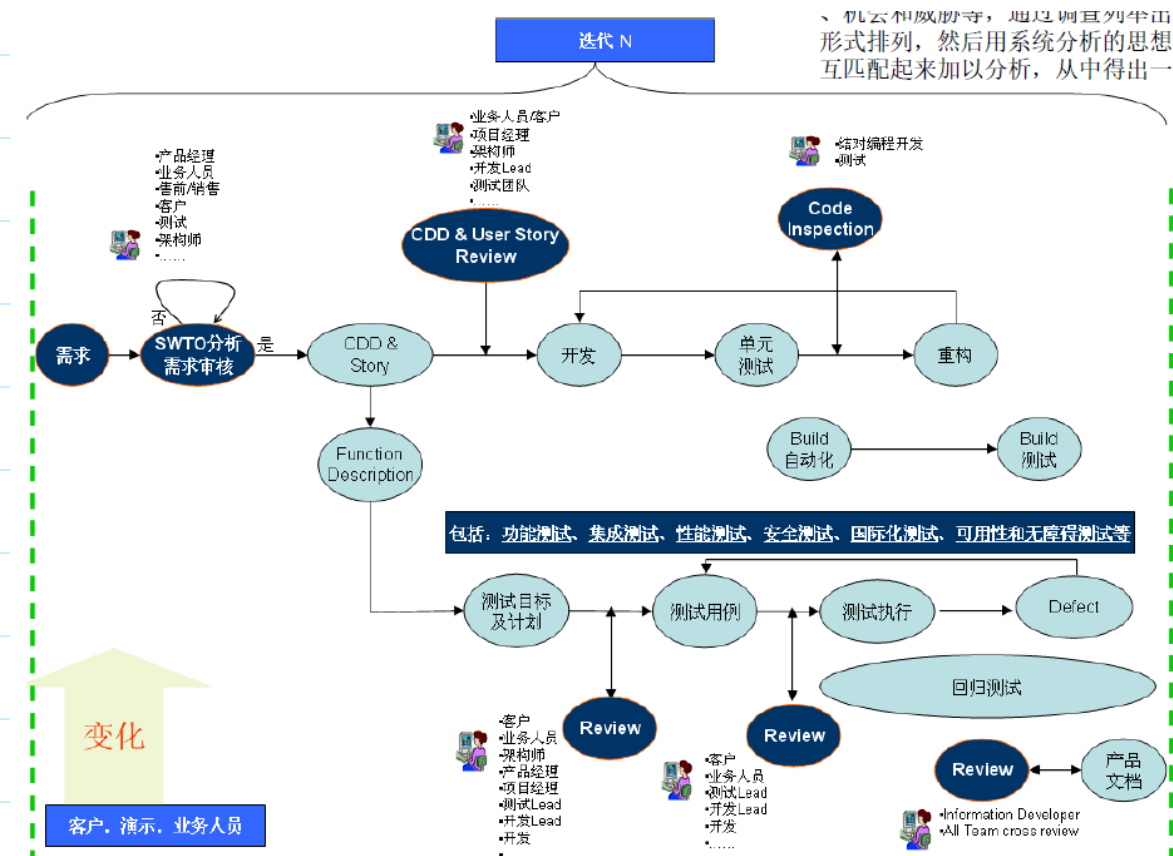 、机会和威胁等，通过调查列举出
形式排列，然后用系统分析的思想
互匹配起来加以分析，从中得出一
迭代 N
•产品经理
•业务人员
•售前/销售
•客户
•测试
•架构师
•……
•业务人员/客户
•项目经理
•架构师
•开发Lead
•测试团队
•……
•结对编程开发
•测试
CDD & User Story
Review
Code
Inspection
需求
否
SWTO分析
需求审核
是
CDD &
Story
开发
单元
测试
重构
Function
Description
Build
自动化
Build
测试
包括：功能测试、集成测试、性能测试、安全测试、国际化测试、可用性和无障碍测试等
测试目标
及计划
测试用例
测试执行
Defect
回归测试
变化
客户．演示．业务人员
•客户
•业务人员
•架构师
•产品经理
•项目经理
•测试Lead
•开发Lead
•开发
Review
•客户
•业务人员
•测试Lead
•开发Lead
•开发
•……
Review
Review
产品
文档
•Information Developer
•All Team cross review